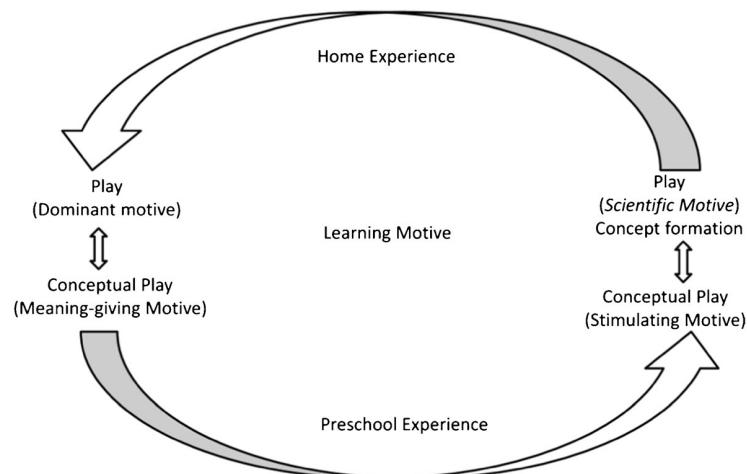 Home Experience
Play
(Dominant motive)
Play
(Scientific Motive)
Concept formation
Learning Motive
Conceptual Play
(Meaning-giving Motive)
Conceptual Play
(Stimulating Motive)
Preschool Experience